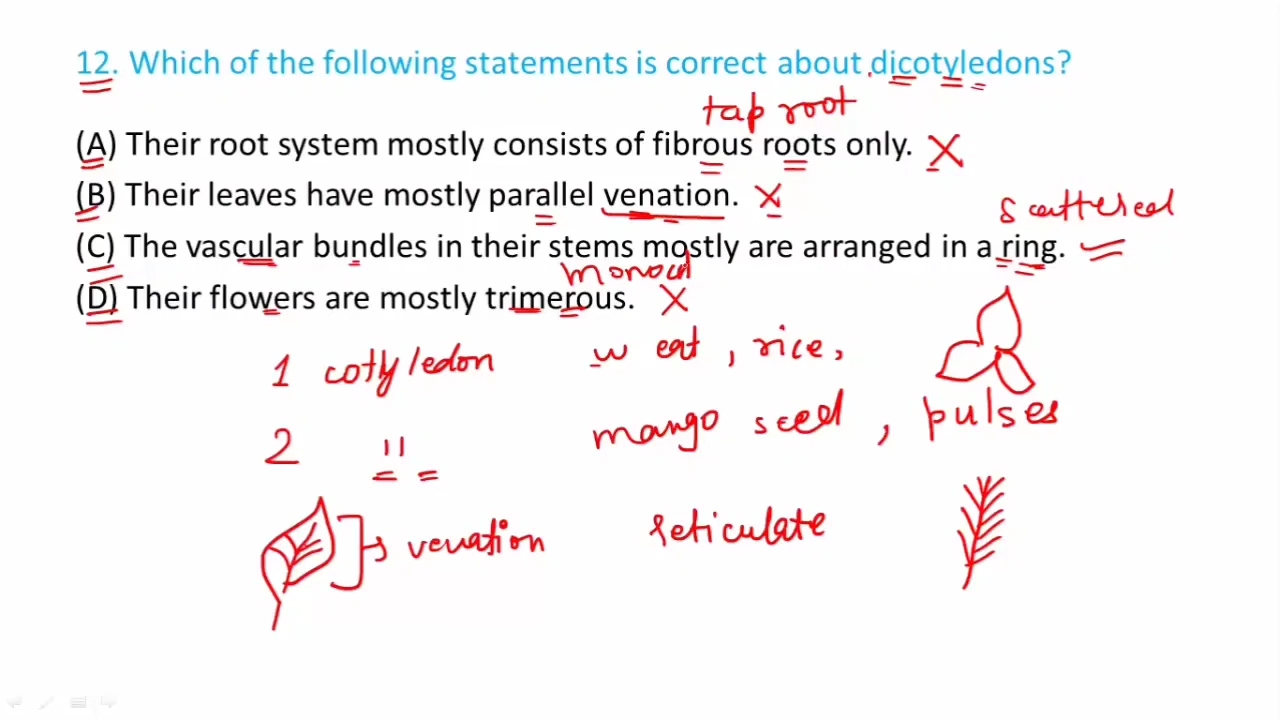 12. Which of the following statements is correct about dicotyledons?
tap root
(A) Their root system mostly consists of fibrous roots only. X
(B) Their leaves have mostly parallel venation. X
scattered
(C) The vascular bundles in their stems mostly are arranged in a ring.
monocot
(D) Their flowers are mostly trimerous. X
1 cotyledon weat, rice,
2 " mango seed, pulses
venation reticulate